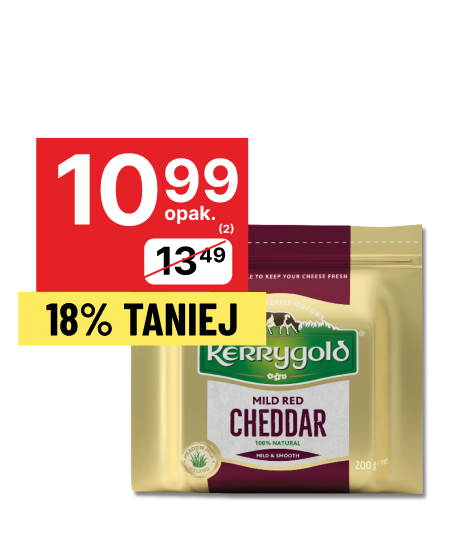 10 99
opak.
(2)
13 49
18% TANIEJ
TO KEEP YOUR CHEESE FRESH
Kerrygold®
MILD RED
CHEDDAR
100% NATURAL
MILD & SMOOTH
200g